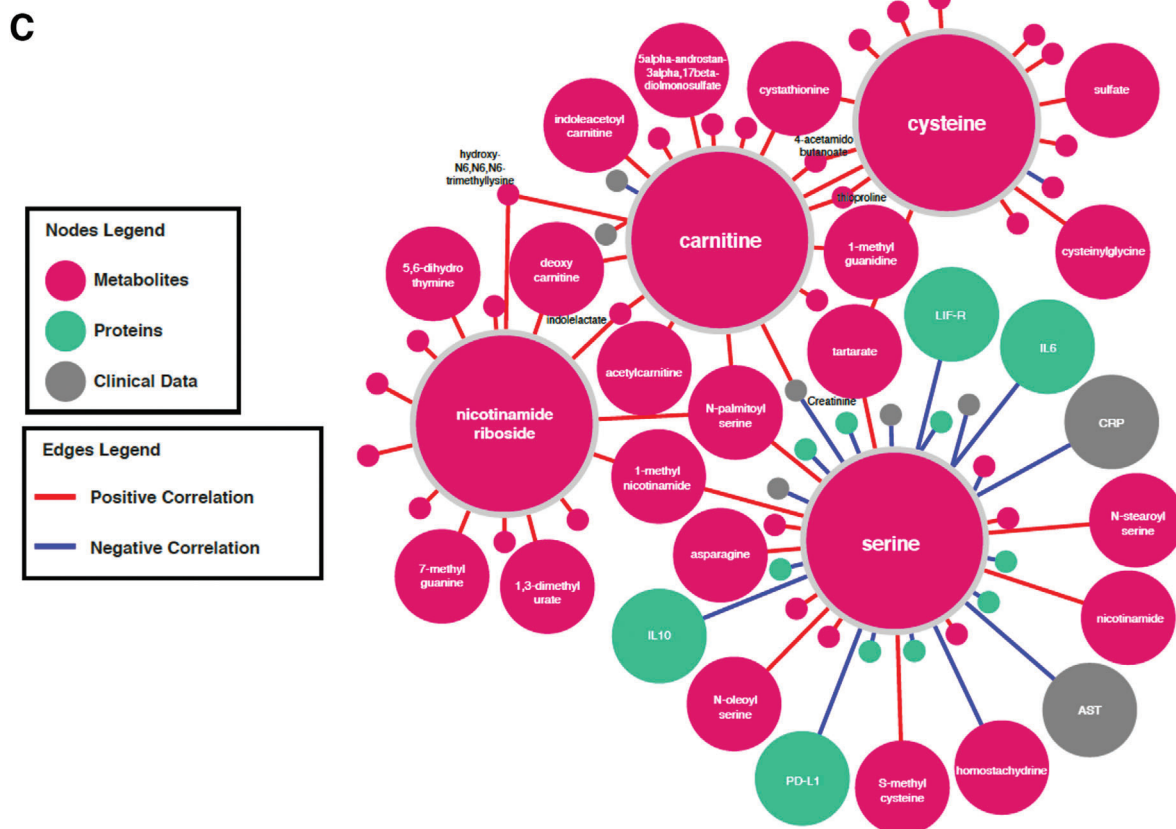 C
Nodes Legend
Metabolites
Proteins
Clinical Data
Edges Legend
Positive Correlation
Negative Correlation
5alpha-androstan-
3alpha,17beta-
diolmonosulfate
cystathionine
cysteine
sulfate
indoleacetoyl
carnitine
4-acetamido
butanoate
hydroxy-
N6,N6,N6-
trimethyllysine
thioproline
carnitine
1-methyl
guanidine
cysteinylglycine
5,6-dihydro
thymine
deoxy
carnitine
indolelactate
LIF-R
IL6
tartarate
acetylcarnitine
Creatinine
nicotinamide
riboside
N-palmitoyl
serine
CRP
1-methyl
nicotinamide
N-stearoyl
serine
serine
asparagine
7-methyl
guanine
1,3-dimethyl
urate
nicotinamide
IL10
N-oleoyl
serine
AST
PD-L1
S-methyl
cysteine
homostachydrine